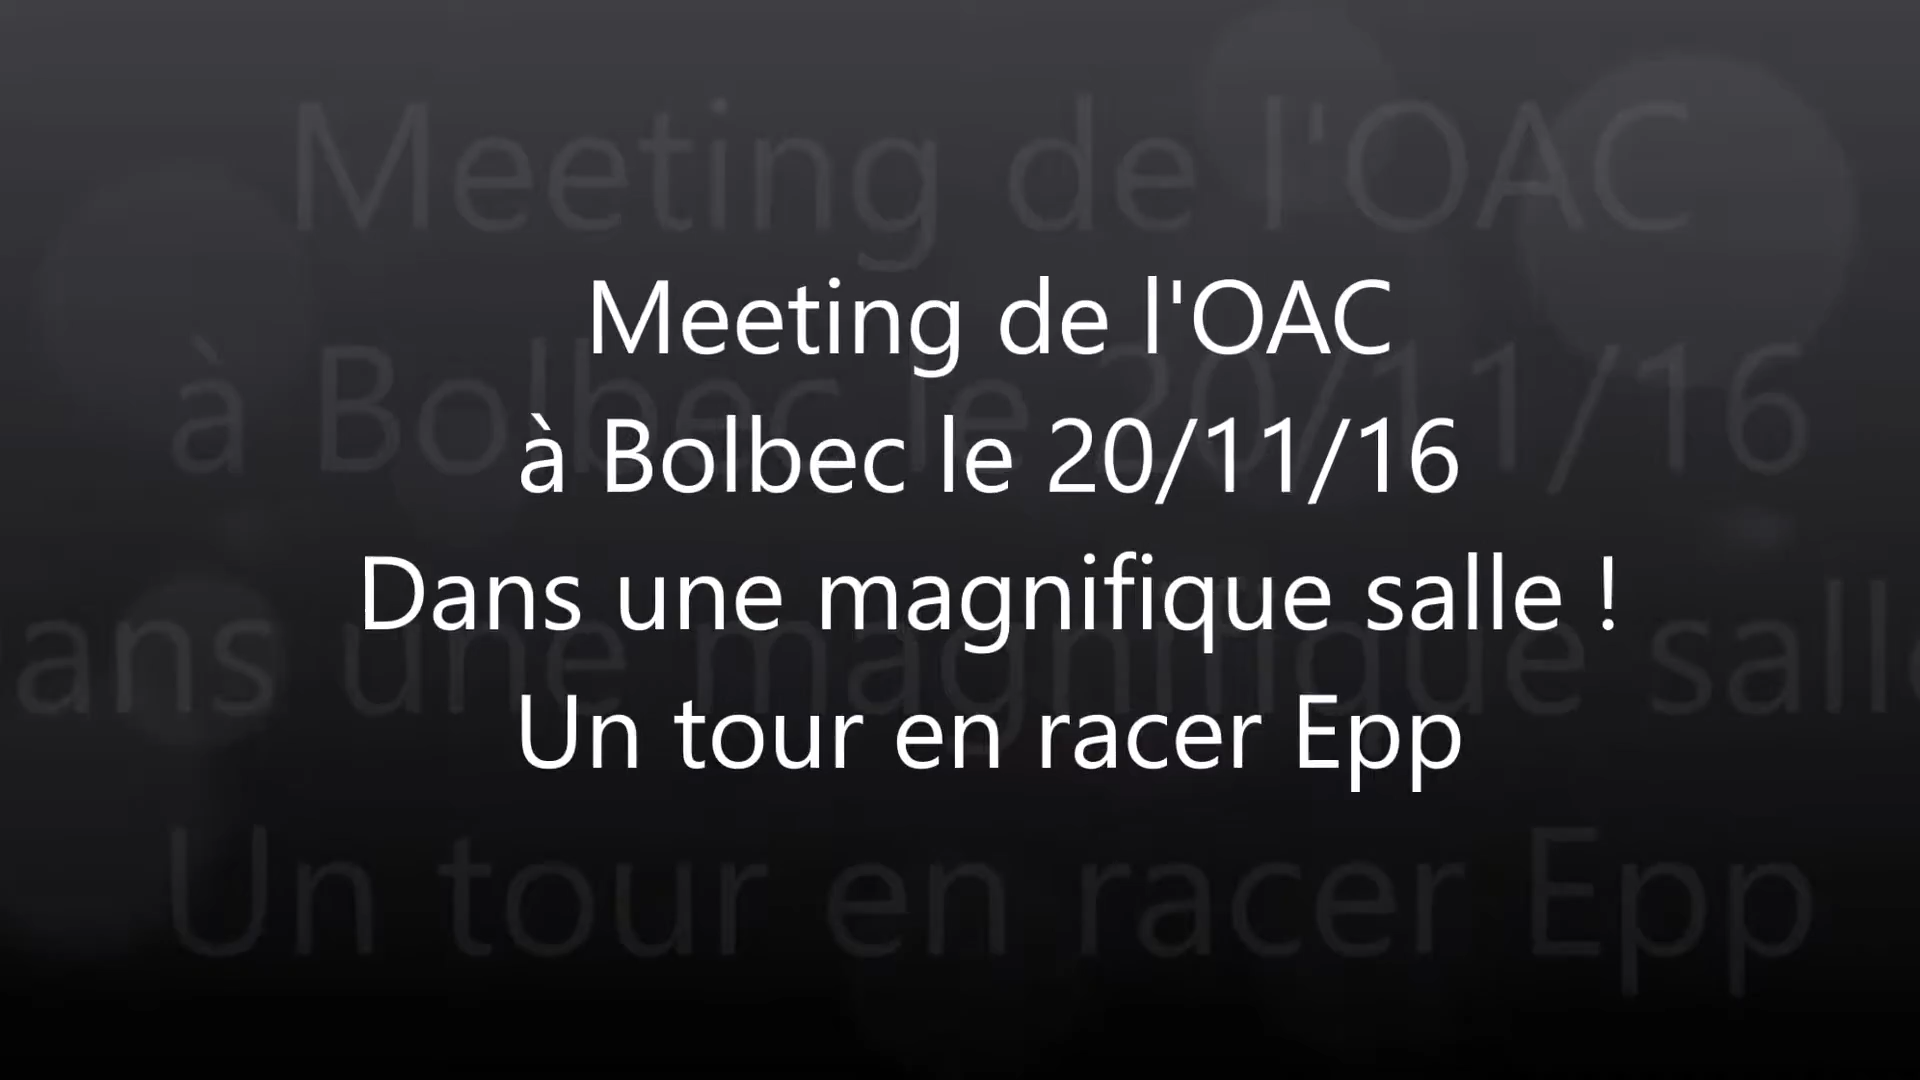 Meeting de l'OAC
à Bolbec le 20/11/16
Dans une magnifique salle !
Un tour en racer Epp